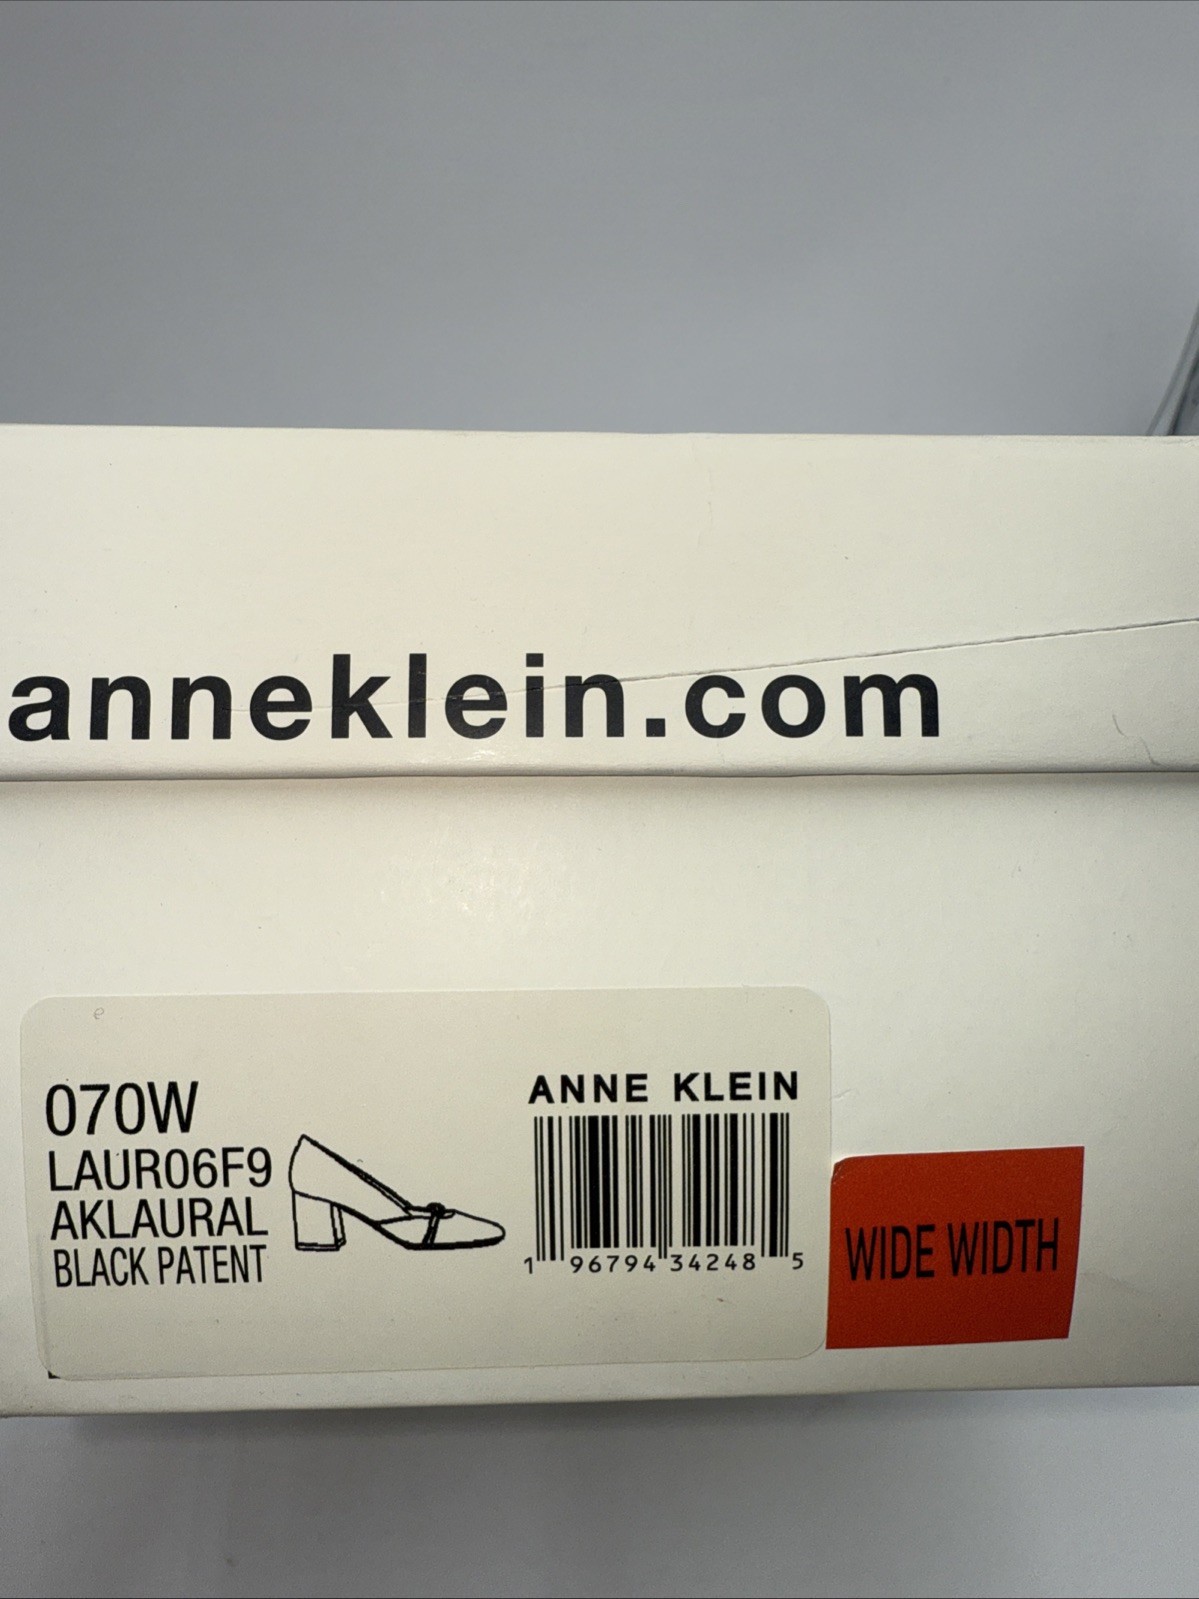 anneklein.com
070W
LAUR06F9
AKLAURAL
BLACK PATENT
ANNE KLEIN
1 96794 34248 5
WIDE WIDTH